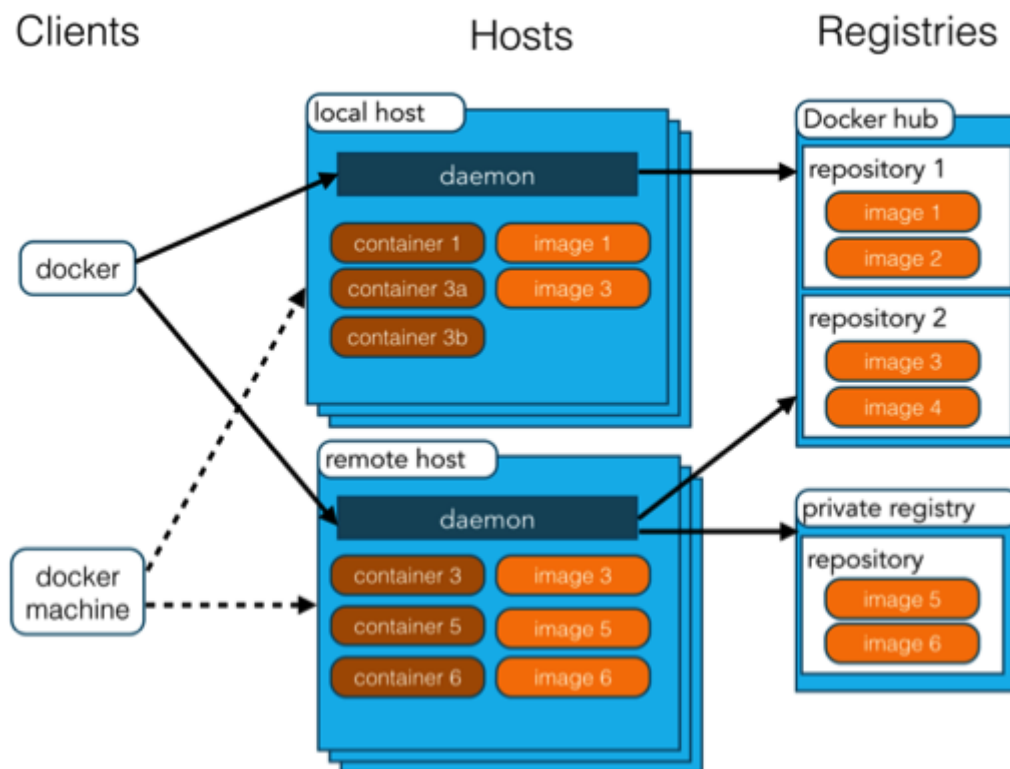 Clients
Hosts
Registries
docker
docker
machine
local host
daemon
container 1
image 1
container 3a
image 3
container 3b
remote host
daemon
container 3
image 3
container 5
image 5
container 6
image 6
Docker hub
repository 1
image 1
image 2
repository 2
image 3
image 4
private registry
repository
image 5
image 6